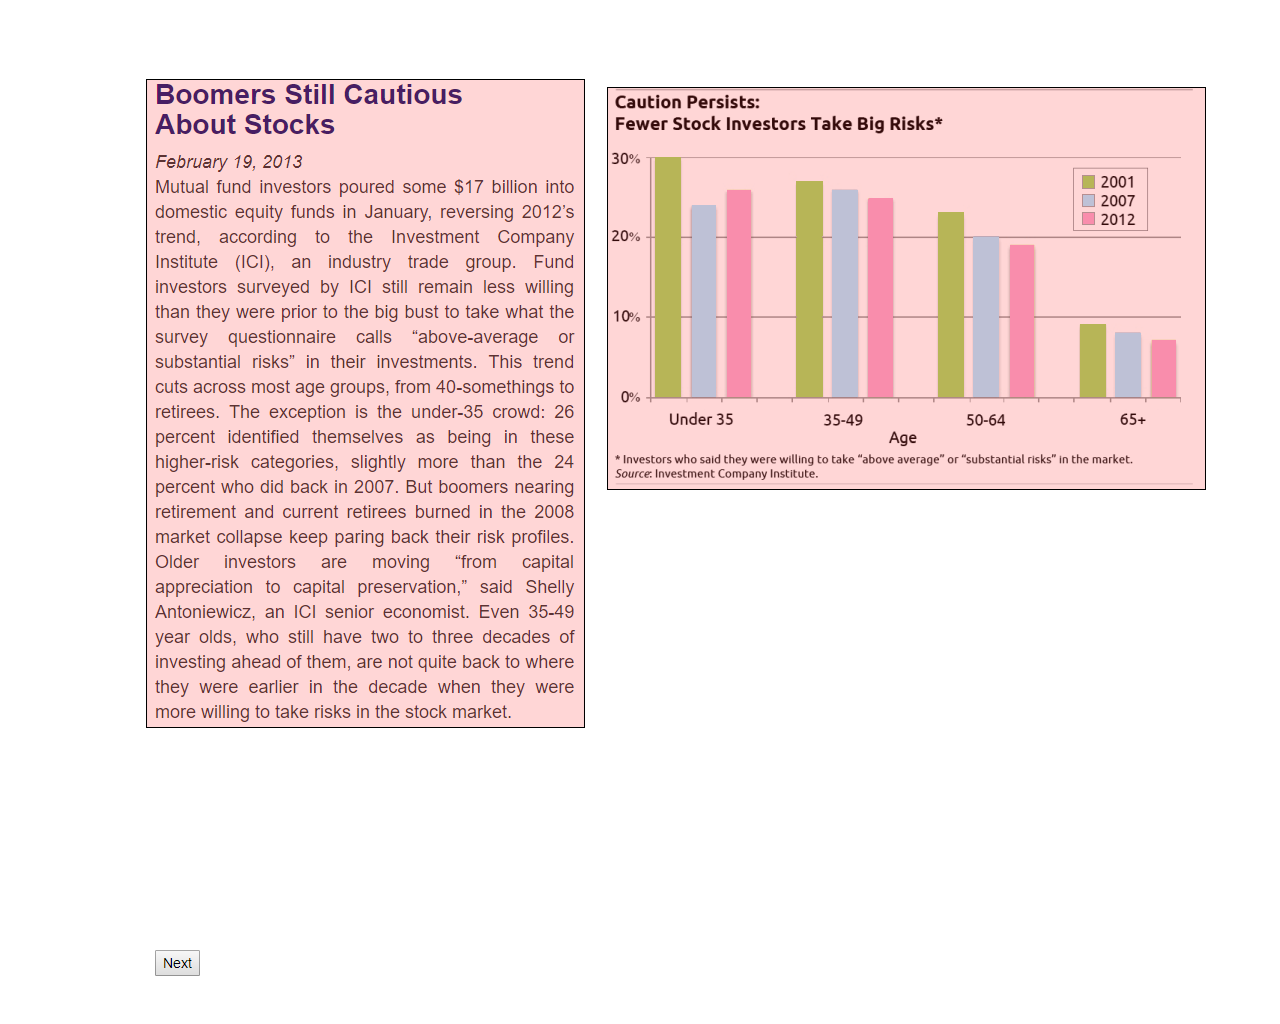 Boomers Still Cautious
About Stocks
February 19, 2013
Mutual fund investors poured some $17 billion into
domestic equity funds in January, reversing 2012’s
trend, according to the Investment Company
Institute (ICI), an industry trade group. Fund
investors surveyed by ICI still remain less willing
than they were prior to the big bust to take what the
survey questionnaire calls “above-average or
substantial risks” in their investments. This trend
cuts across most age groups, from 40-somethings to
retirees. The exception is the under-35 crowd: 26
percent identified themselves as being in these
higher-risk categories, slightly more than the 24
percent who did back in 2007. But boomers nearing
retirement and current retirees burned in the 2008
market collapse keep paring back their risk profiles.
Older investors are moving “from capital
appreciation to capital preservation,” said Shelly
Antoniewicz, an ICI senior economist. Even 35-49
year olds, who still have two to three decades of
investing ahead of them, are not quite back to where
they were earlier in the decade when they were
more willing to take risks in the stock market.
Caution Persists:
Fewer Stock Investors Take Big Risks*
30%
20%
10%
0%
2001
2007
2012
Under 35
35-49
50-64
65+
Age
* Investors who said they were willing to take “above average” or “substantial risks” in the market.
Source: Investment Company Institute.
Next